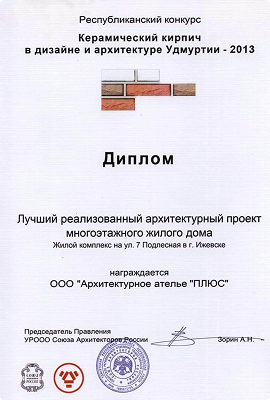 Республиканский конкурс
Керамический кирпич
в дизайне и архитектуре Удмуртии - 2013
Диплом
Лучший реализованный архитектурный проект
многоэтажного жилого дома
Жилой комплекс на ул. 7 Подлесная в г. Ижевске
награждается
ООО "Архитектурное ателье "ПЛЮС"
Председатель Правления
УРООО Союза Архитекторов России
Зорин А.Н.